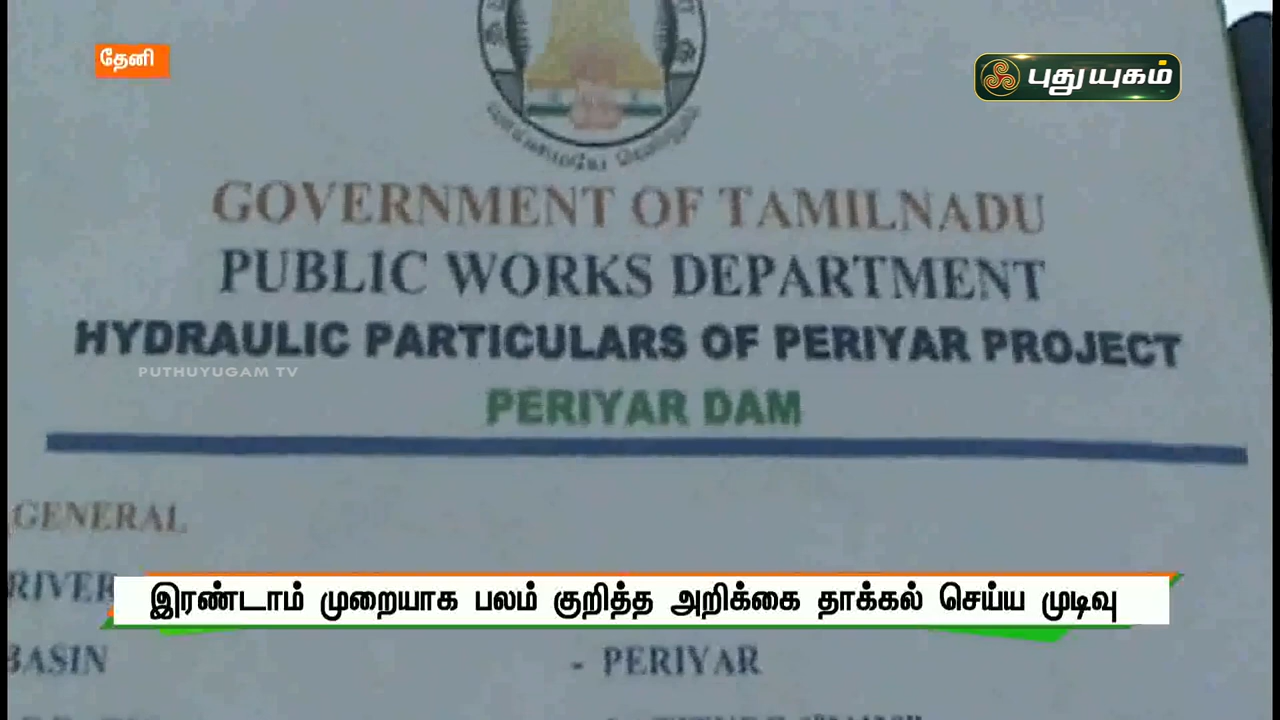 தேனி
புதுயுகம்
GOVERNMENT OF TAMILNADU
PUBLIC WORKS DEPARTMENT
HYDRAULIC PARTICULARS OF PERIYAR PROJECT
PUTHUYUGAM TV
PERIYAR DAM
GENERAL
RIVER
இரண்டாம் முறையாக பலம் குறித்த அறிக்கை தாக்கல் செய்ய முடிவு
BASIN - PERIYAR